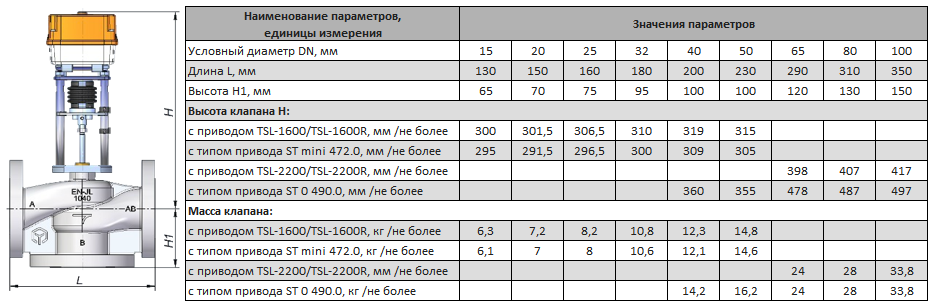 Наименование параметров, единицы измерения Значения параметров
Условный диаметр DN, мм 15 20 25 32 40 50 65 80 100
Длина L, мм 130 150 160 180 200 230 290 310 350
Высота H1, мм 65 70 75 95 100 100 120 130 150
Высота клапана H:
с приводом TSL-1600/TSL-1600R, мм /не более 300 301,5 306,5 310 319 315
с типом привода ST mini 472.0, мм /не более 295 291,5 296,5 300 309 305
с приводом TSL-2200/TSL-2200R, мм /не более 398 407 417
с типом привода ST 0 490.0, мм /не более 360 355 478 487 497
Масса клапана:
с приводом TSL-1600/TSL-1600R, кг /не более 6,3 7,2 8,2 10,8 12,3 14,8
с типом привода ST mini 472.0, кг /не более 6,1 7 8 10,6 12,1 14,6
с приводом TSL-2200/TSL-2200R, мм /не более 24 28 33,8
с типом привода ST 0 490.0, кг /не более 14,2 16,2 24 28 33,8
H
EN-JL
1040
A
AB
B
H1
L